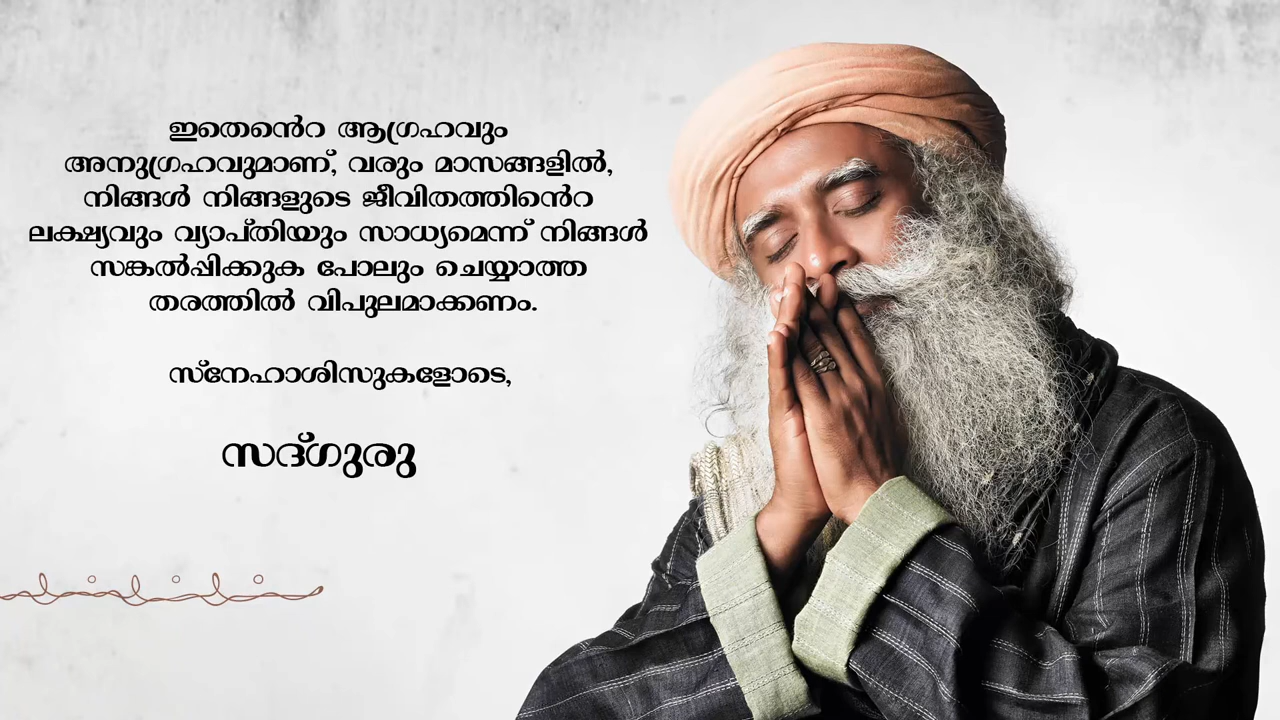 ഇതെൻെറ ആഗ്രഹവും
അനുഗ്രഹവുമാണ്, വരും മാസങ്ങളിൽ,
നിങ്ങൾ നിങ്ങളുടെ ജീവിതത്തിൻെറ
ലക്ഷ്യവും വ്യാപ്തിയും സാധ്യമെന്ന് നിങ്ങൾ
സങ്കൽപ്പിക്കുക പോലും ചെയ്യാത്ത
തരത്തിൽ വിപുലമാക്കണം.
സ്നേഹാശിസുകളോടെ,
സദ്ഗുരു